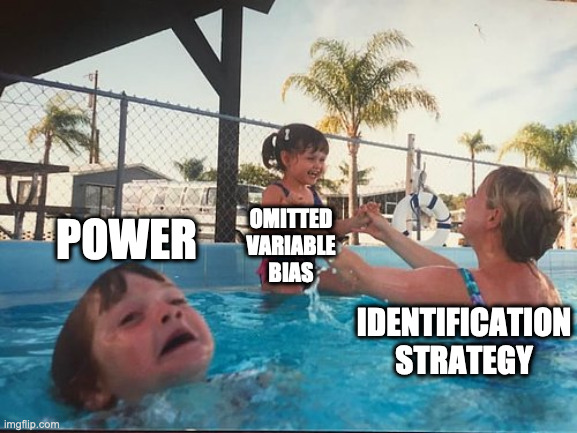 POWER
OMITTED
VARIABLE
BIAS
IDENTIFICATION
STRATEGY
imgflip.com